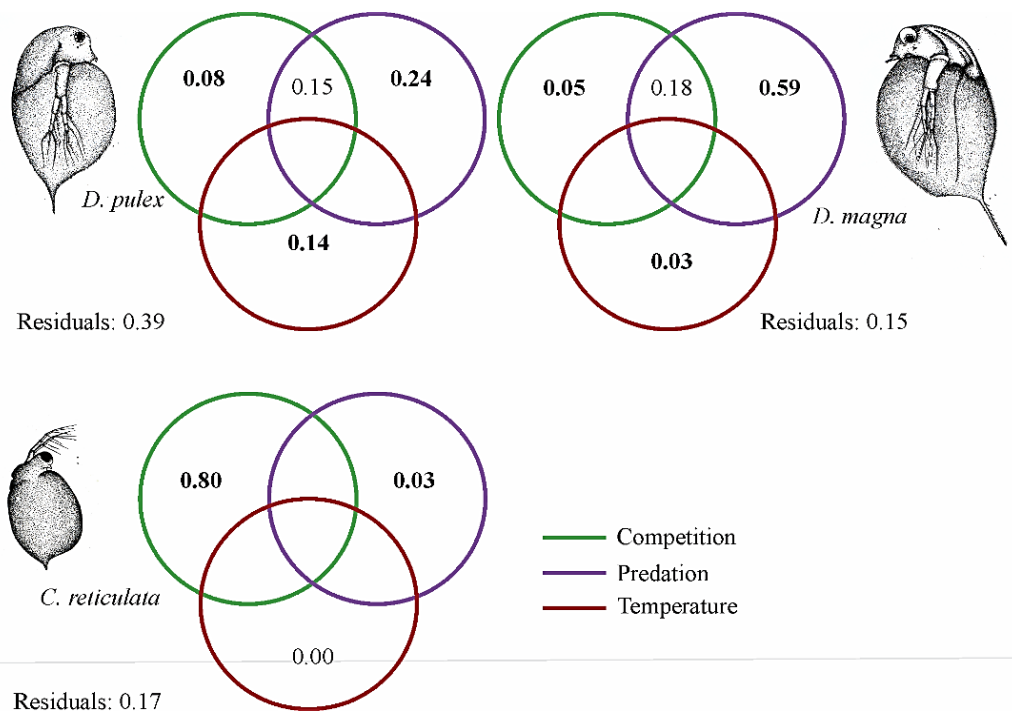 0.08
0.15
0.24
0.05
0.18
0.59
D. pulex
D. magna
0.14
0.03
Residuals: 0.39
Residuals: 0.15
0.80
0.03
Competition
Predation
C. reticulata
Temperature
0.00
Residuals: 0.17